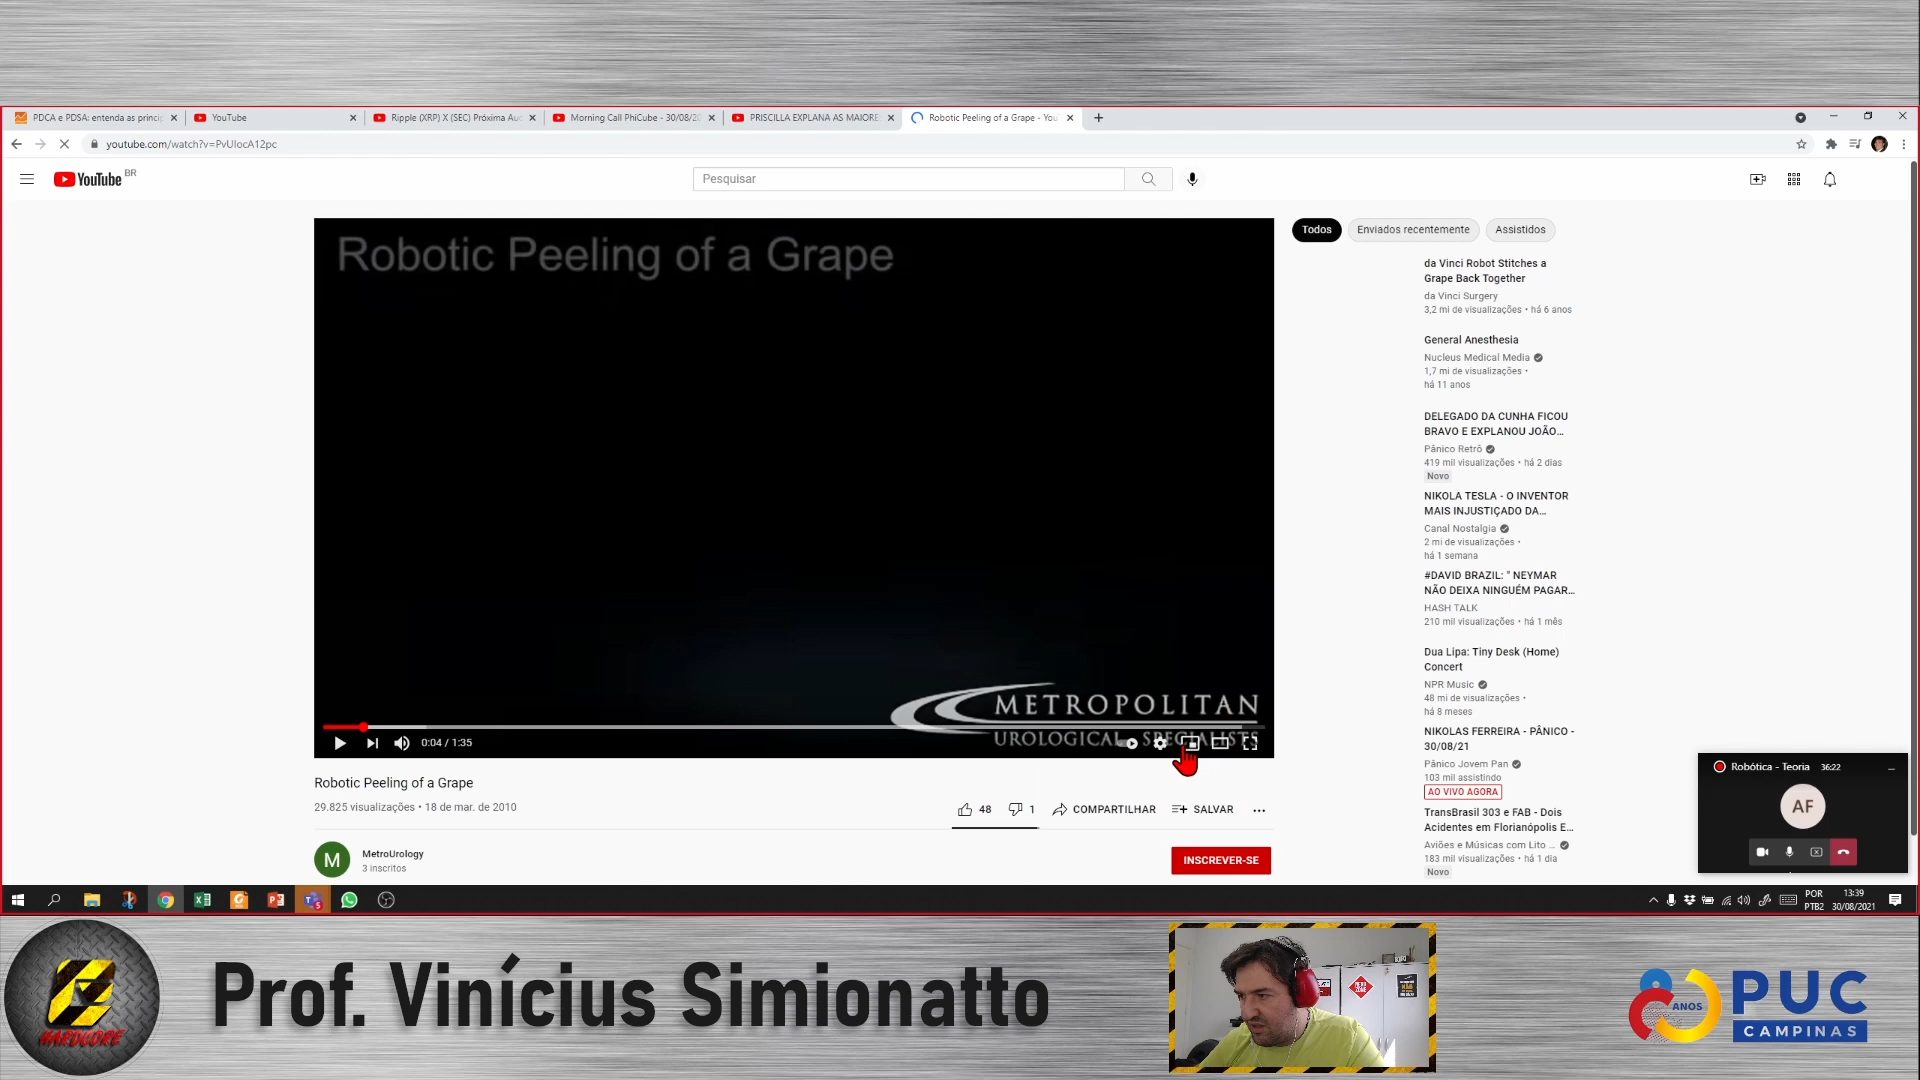 PDCA e PDSA: entenda as princip
YouTube
Ripple (XRP) X (SEC) Próxima Au
Morning Call PhiCube - 30/08/20
PRISCILLA EXPLANA AS MAIORE
Robotic Peeling of a Grape - You
youtube.com/watch?v=PvUlocA12pc
YouTube BR
Pesquisar
Robotic Peeling of a Grape
METROPOLITAN
UROLOGICAL SPECIALISTS
0:04 / 1:35
Robotic Peeling of a Grape
29.825 visualizações • 18 de mar. de 2010
48
1
COMPARTILHAR
SALVAR
M
MetroUrology
3 inscritos
INSCREVER-SE
Todos
Enviados recentemente
Assistidos
da Vinci Robot Stitches a
Grape Back Together
da Vinci Surgery
3,2 mi de visualizações • há 6 anos
General Anesthesia
Nucleus Medical Media
1,7 mi de visualizações •
há 11 anos
DELEGADO DA CUNHA FICOU
BRAVO E EXPLANOU JOÃO...
Pânico Retrô
419 mil visualizações • há 2 dias
Novo
NIKOLA TESLA - O INVENTOR
MAIS INJUSTIÇADO DA...
Canal Nostalgia
2 mi de visualizações •
há 1 semana
#DAVID BRAZIL: " NEYMAR
NÃO DEIXA NINGUÉM PAGAR...
HASH TALK
210 mil visualizações • há 1 mês
Dua Lipa: Tiny Desk (Home)
Concert
NPR Music
48 mi de visualizações •
há 8 meses
NIKOLAS FERREIRA - PÂNICO -
30/08/21
Pânico Jovem Pan
103 mil assistindo
AO VIVO AGORA
TransBrasil 303 e FAB - Dois
Acidentes em Florianópolis E...
Aviões e Músicas com Lito ...
183 mil visualizações • há 1 dia
Novo
Robótica - Teoria 36:22
AF
POR
PTB2
13:39
30/08/2021
HARDCORE
Prof. Vinícius Simionatto
8 ANOS
PUC
CAMPINAS